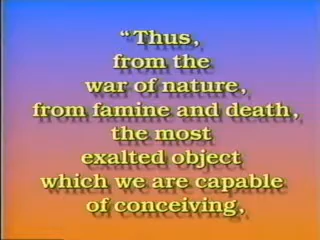 "Thus,
from the
war of nature,
from famine and death,
the most
exalted object
which we are capable
of conceiving,